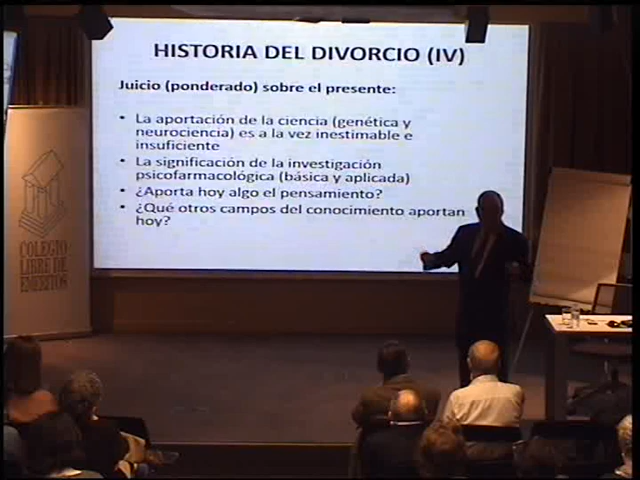 HISTORIA DEL DIVORCIO (IV)
Juicio (ponderado) sobre el presente:
• La aportación de la ciencia (genética y
neurociencia) es a la vez inestimable e
insuficiente
• La significación de la investigación
psicofarmacológica (básica y aplicada)
• ¿Aporta hoy algo el pensamiento?
• ¿Qué otros campos del conocimiento aportan
hoy?
COLEGIO
LIBRE DE
EMÉRITOS